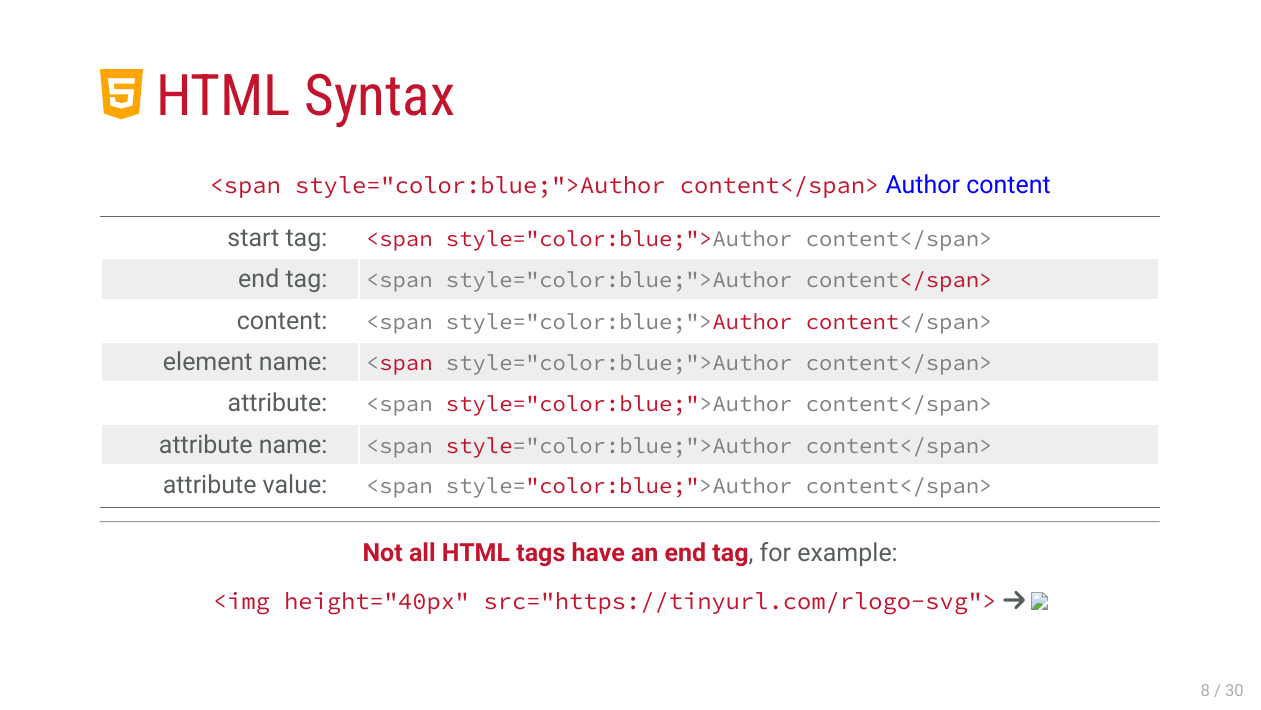 HTML Syntax
<span style="color:blue;">Author content</span> Author content
start tag: <span style="color:blue;">Author content</span>
end tag: <span style="color:blue;">Author content</span>
content: <span style="color:blue;">Author content</span>
element name: <span style="color:blue;">Author content</span>
attribute: <span style="color:blue;">Author content</span>
attribute name: <span style="color:blue;">Author content</span>
attribute value: <span style="color:blue;">Author content</span>
Not all HTML tags have an end tag, for example:
<img height="40px" src="https://tinyurl.com/rlogo-svg"> ➔
8 / 30